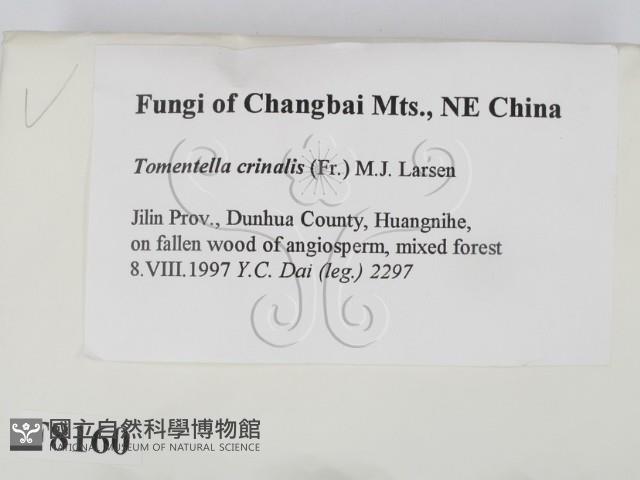 Fungi of Changbai Mts., NE China
Tomentella crinalis (Fr.) M.J. Larsen
Jilin Prov., Dunhua County, Huangnihe,
on fallen wood of angiosperm, mixed forest
8.VIII.1997 Y.C. Dai (leg.) 2297
國立自然科學博物館
NATIONAL MUSEUM OF NATURAL SCIENCE
F8160